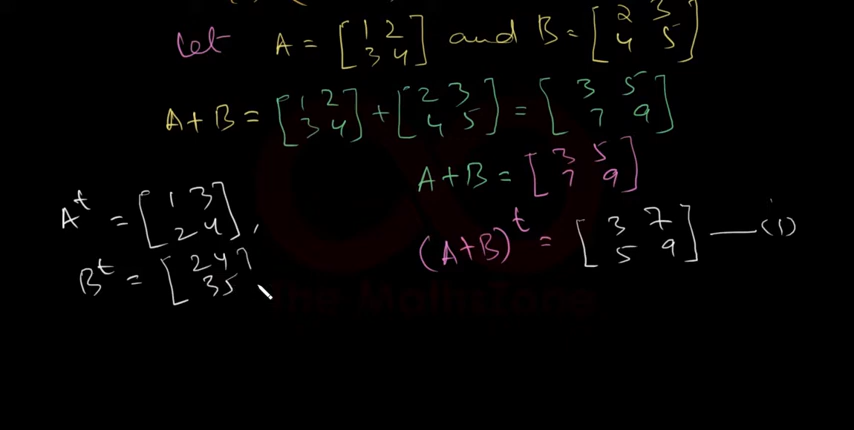 Let A = [1 2 3 4] and B = [2 3 4 5]
A+B = [1 2 3 4] + [2 3 4 5] = [3 5 7 9]
A+B = [3 5 7 9]
(A+B)^t = [3 7 5 9] —(i)
A^t = [1 3 2 4],
B^t = [2 4 3 5]
The MathsZone